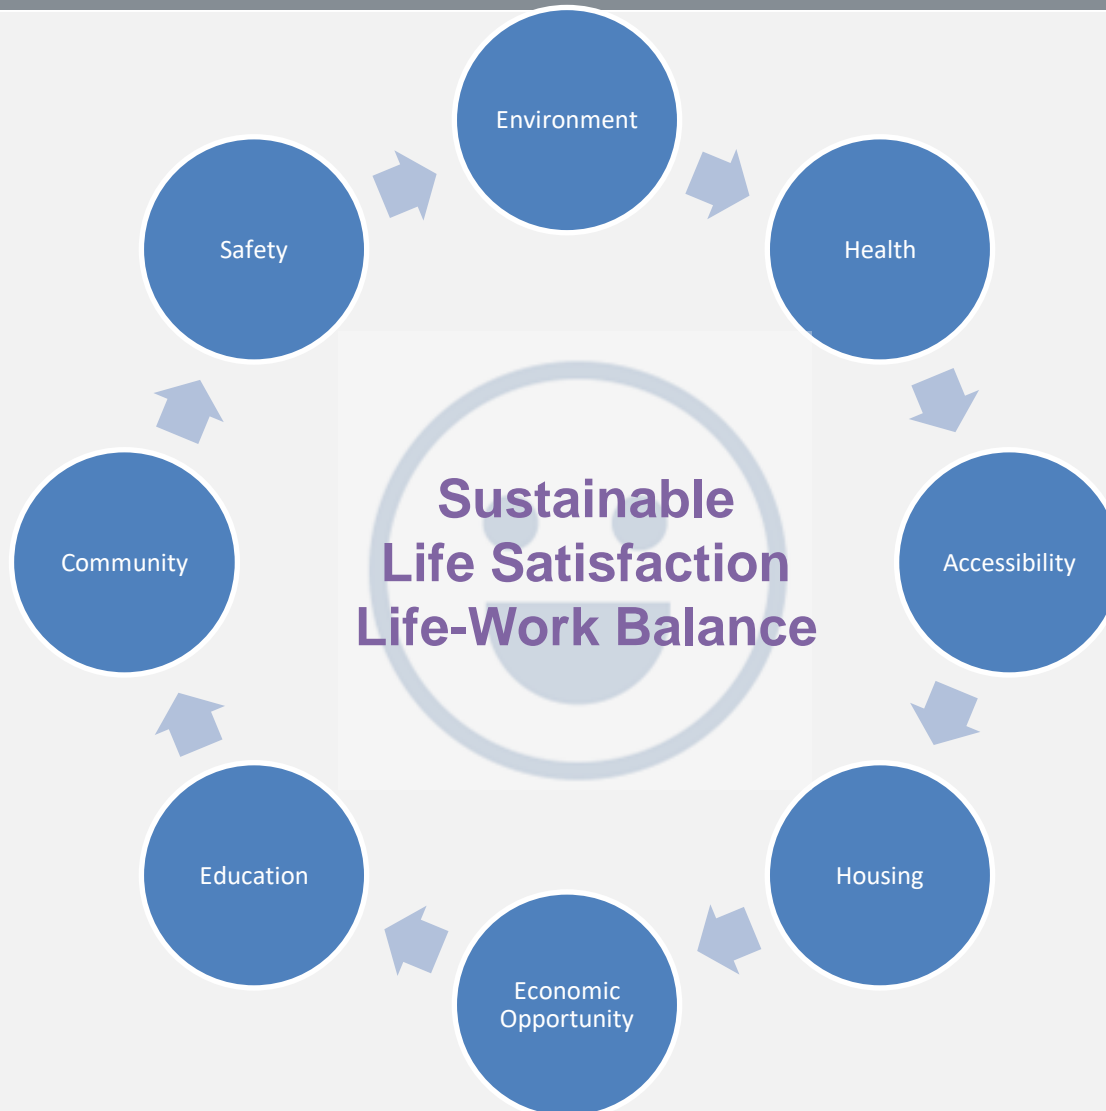 Environment
Health
Accessibility
Housing
Economic
Opportunity
Education
Community
Safety
Sustainable
Life Satisfaction
Life-Work Balance